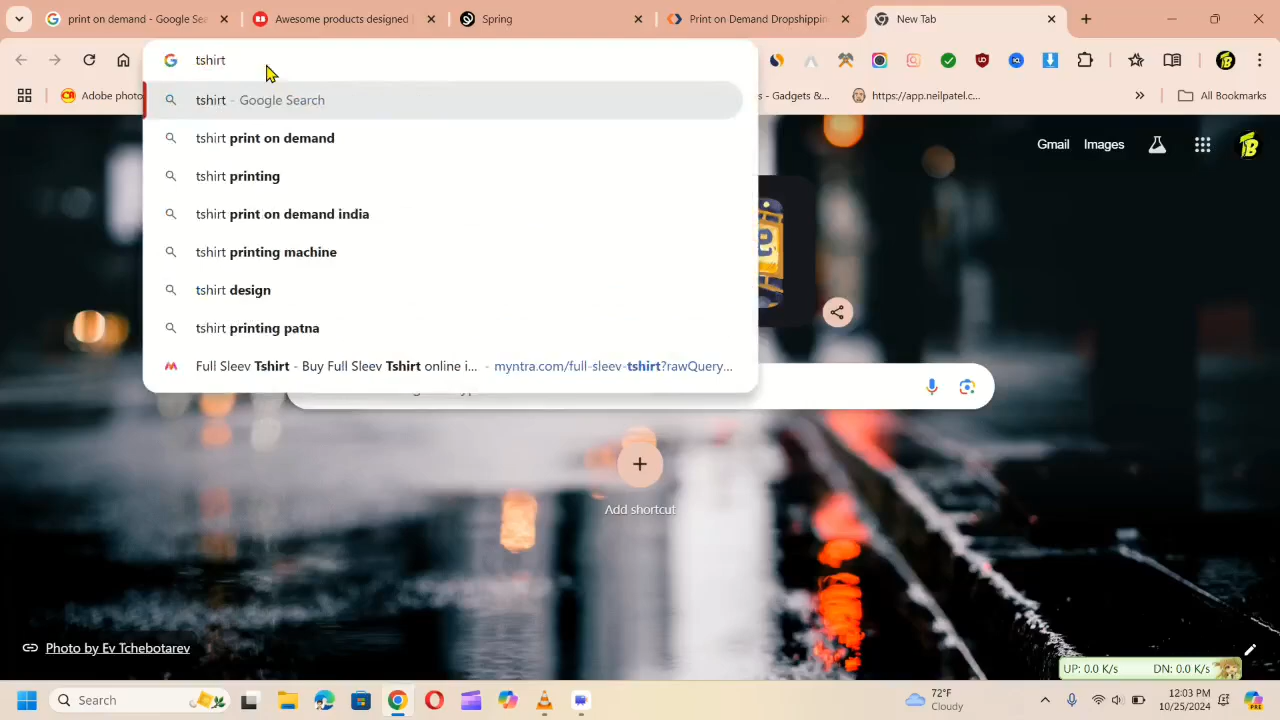 print on demand - Google Sea
Awesome products designed
Spring
Print on Demand Dropshippin
New Tab
tshirt
Adobe photo
s - Gadgets &...
https://app.neilpatel.c...
All Bookmarks
tshirt - Google Search
tshirt print on demand
tshirt printing
tshirt print on demand india
tshirt printing machine
tshirt design
tshirt printing patna
Full Sleev Tshirt - Buy Full Sleev Tshirt online i... - myntra.com/full-sleev-tshirt?rawQuery...
Gmail
Images
Add shortcut
Photo by Ev Tchebotarev
UP: 0.0 K/s
DN: 0.0 K/s
Search
72°F
Cloudy
12:03 PM
10/25/2024